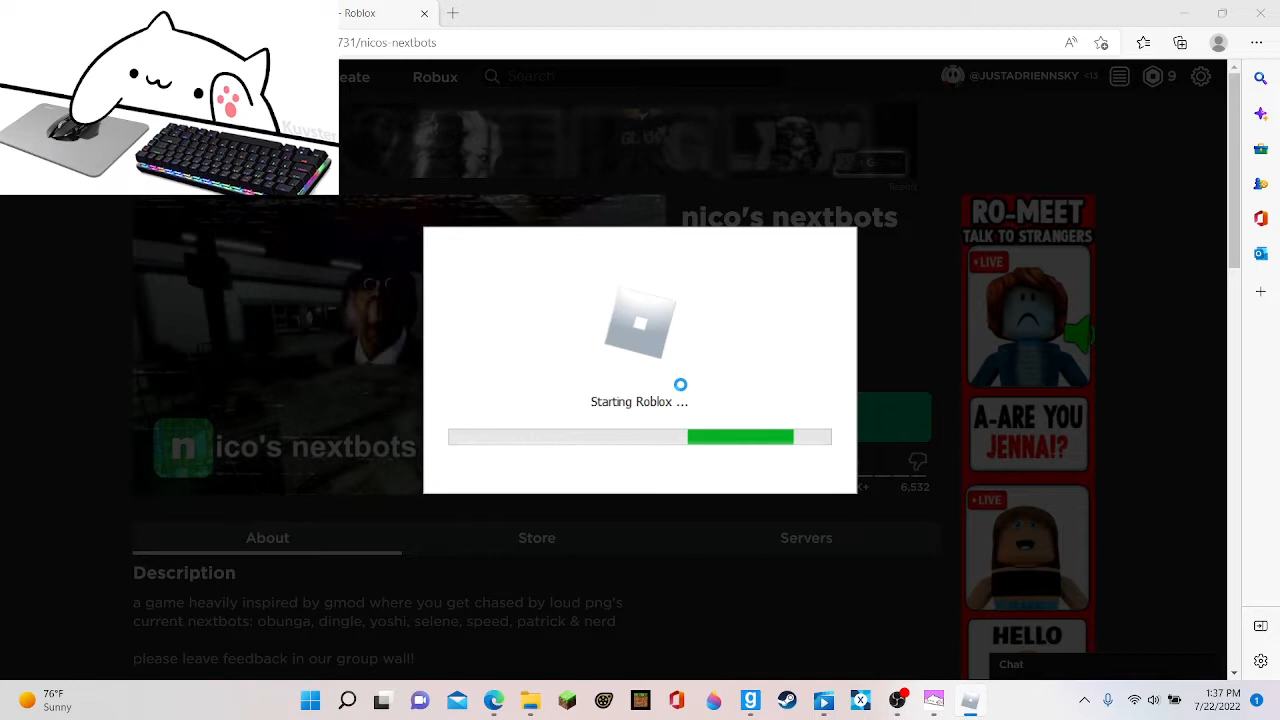 - Roblox
731/nicos-nextbots
eate
Robux
Search
@JUSTADRIENNSKY <13
9
Kuvster
nico's nextbots
RO-MEET
TALK TO STRANGERS
LIVE
Starting Roblox ...
nico's nextbots
A-ARE YOU
JENNA!?
K+
6,532
LIVE
About
Store
Servers
Description
a game heavily inspired by gmod where you get chased by loud png's
current nextbots: obunga, dingle, yoshi, selene, speed, patrick & nerd
please leave feedback in our group wall!
HELLO
Chat
76°F
Sunny
1:37 PM
7/22/2022
1